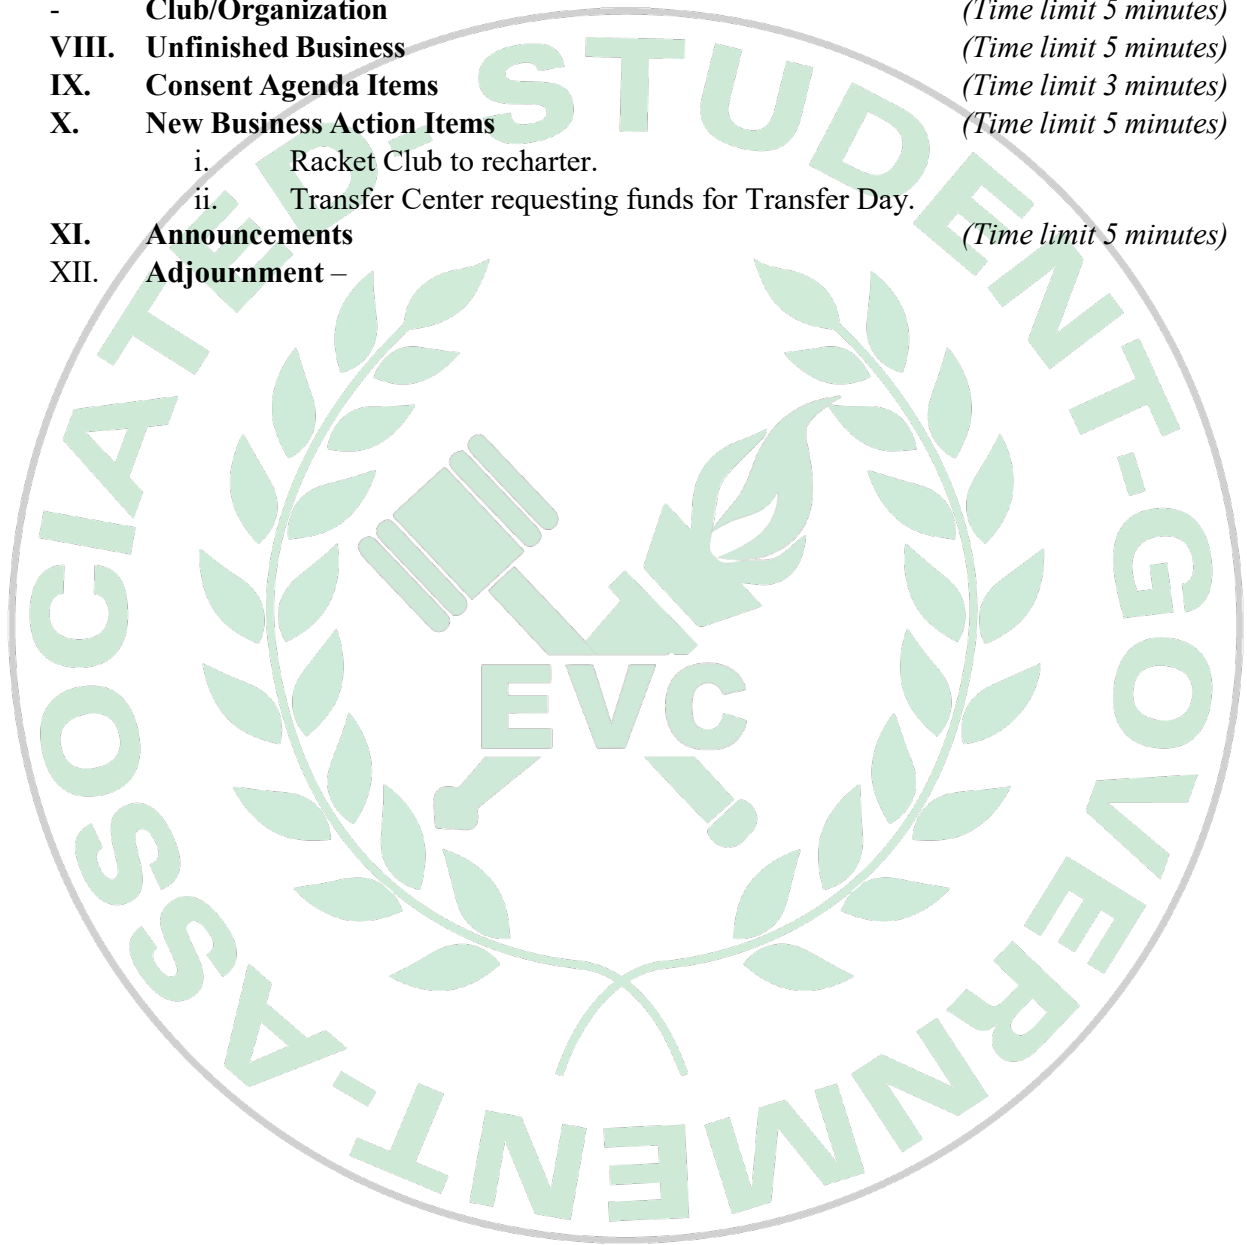 - Club/Organization (Time limit 5 minutes)
VIII. Unfinished Business (Time limit 5 minutes)
IX. Consent Agenda Items (Time limit 3 minutes)
X. New Business Action Items (Time limit 5 minutes)
i. Racket Club to recharter.
ii. Transfer Center requesting funds for Transfer Day.
XI. Announcements (Time limit 5 minutes)
XII. Adjournment –
ASSOCIATED-STUDENT-GOVERNMENT-
EVC